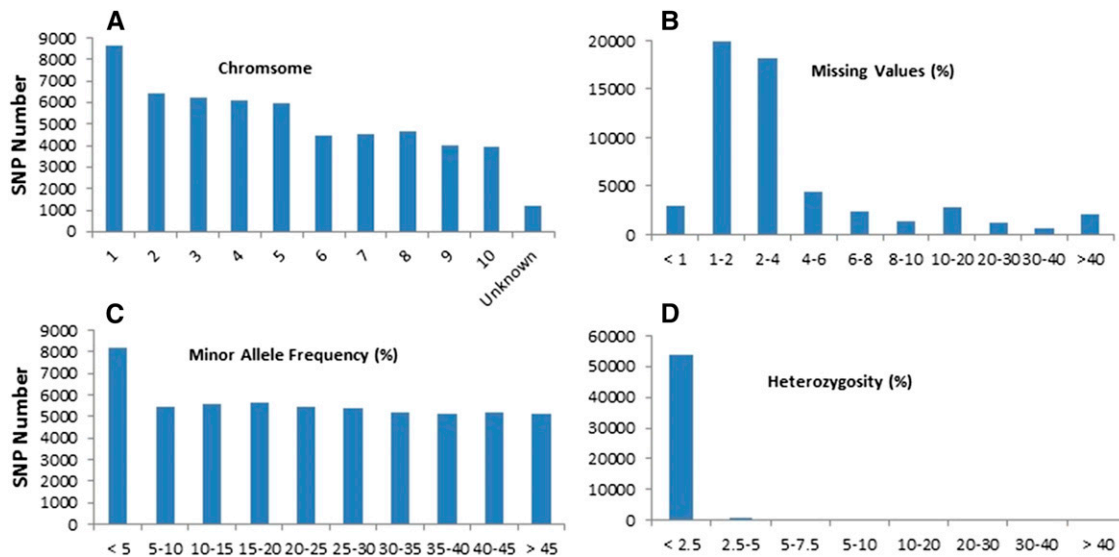 A
SNP Number
9000
8000
7000
6000
5000
4000
3000
2000
1000
0
Chromsome
1 2 3 4 5 6 7 8 9 10 Unknown
B
20000
15000
10000
5000
0
Missing Values (%)
< 1 1-2 2-4 4-6 6-8 8-10 10-20 20-30 30-40 >40
C
SNP Number
9000
8000
7000
6000
5000
4000
3000
2000
1000
0
Minor Allele Frequency (%)
< 5 5-10 10-15 15-20 20-25 25-30 30-35 35-40 40-45 > 45
D
60000
50000
40000
30000
20000
10000
0
Heterozygosity (%)
< 2.5 2.5-5 5-7.5 5-10 10-20 20-30 30-40 > 40